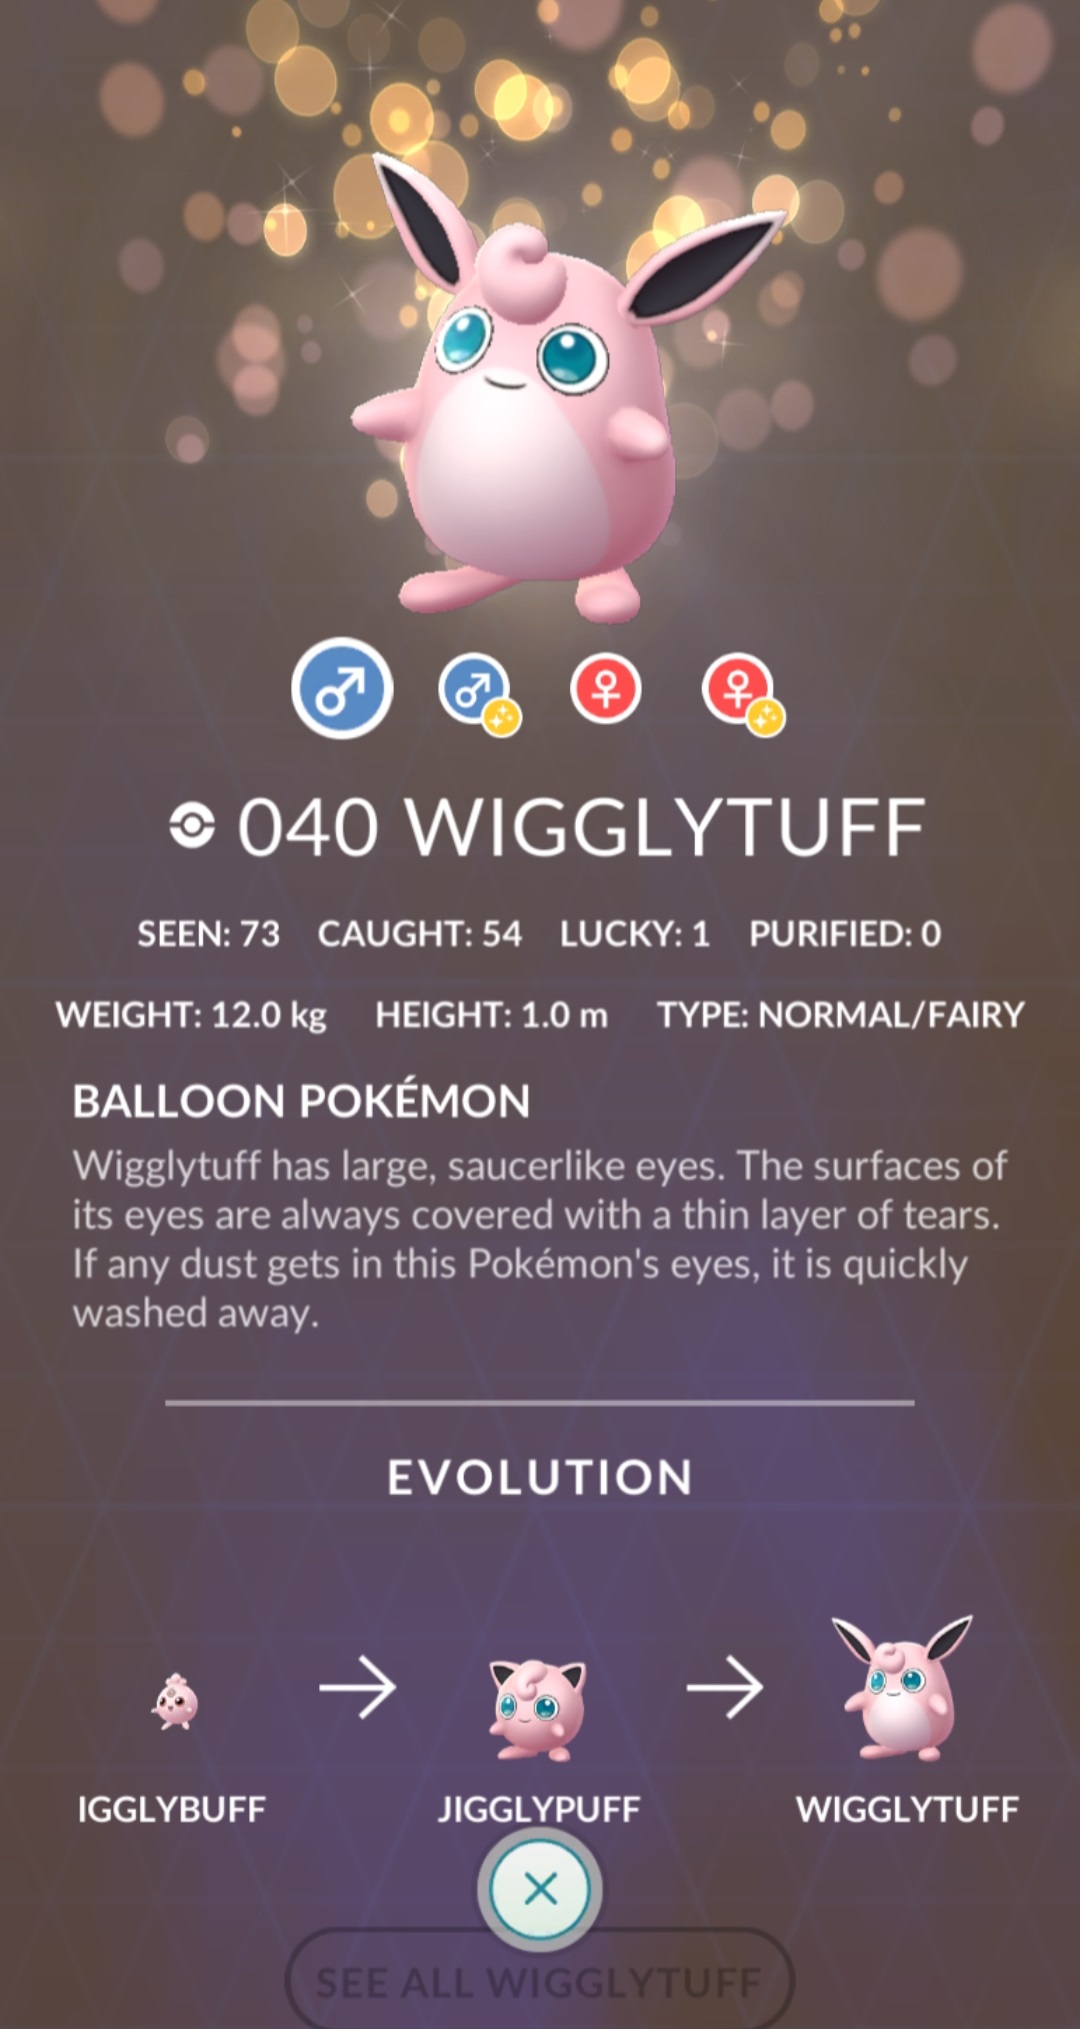 040 WIGGLYTUFF
SEEN: 73 CAUGHT: 54 LUCKY: 1 PURIFIED: 0
WEIGHT: 12.0 kg HEIGHT: 1.0 m TYPE: NORMAL/FAIRY
BALLOON POKÉMON
Wigglytuff has large, saucerlike eyes. The surfaces of
its eyes are always covered with a thin layer of tears.
If any dust gets in this Pokémon's eyes, it is quickly
washed away.
EVOLUTION
IGGLYBUFF JIGGLYPUFF WIGGLYTUFF
SEE ALL WIGGLYTUFF